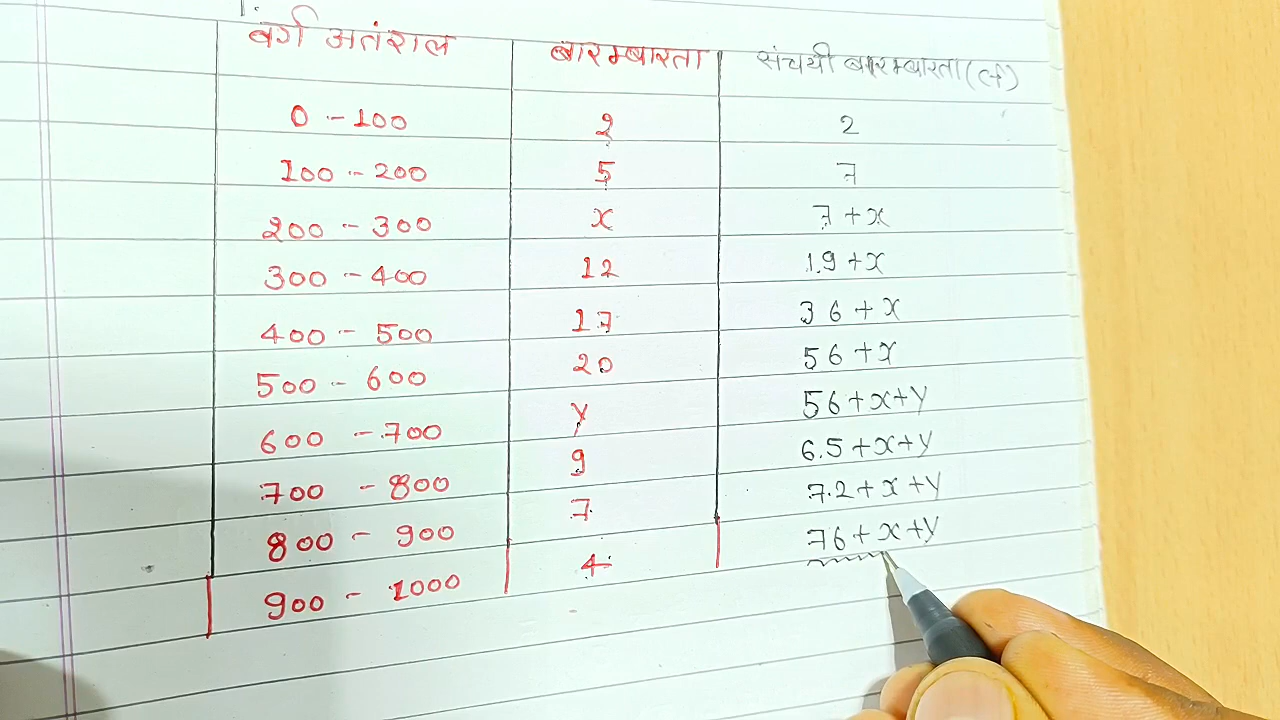 वर्ग अतंराल बारम्बारता संचयी बारम्बारता (cf)
0 - 100 2 2
100 - 200 5 7
200 - 300 x 7 + x
300 - 400 12 19 + x
400 - 500 17 36 + x
500 - 600 20 56 + x
600 - 700 y 56 + x + y
700 - 800 9 65 + x + y
800 - 900 7 72 + x + y
900 - 1000 4 76 + x + y